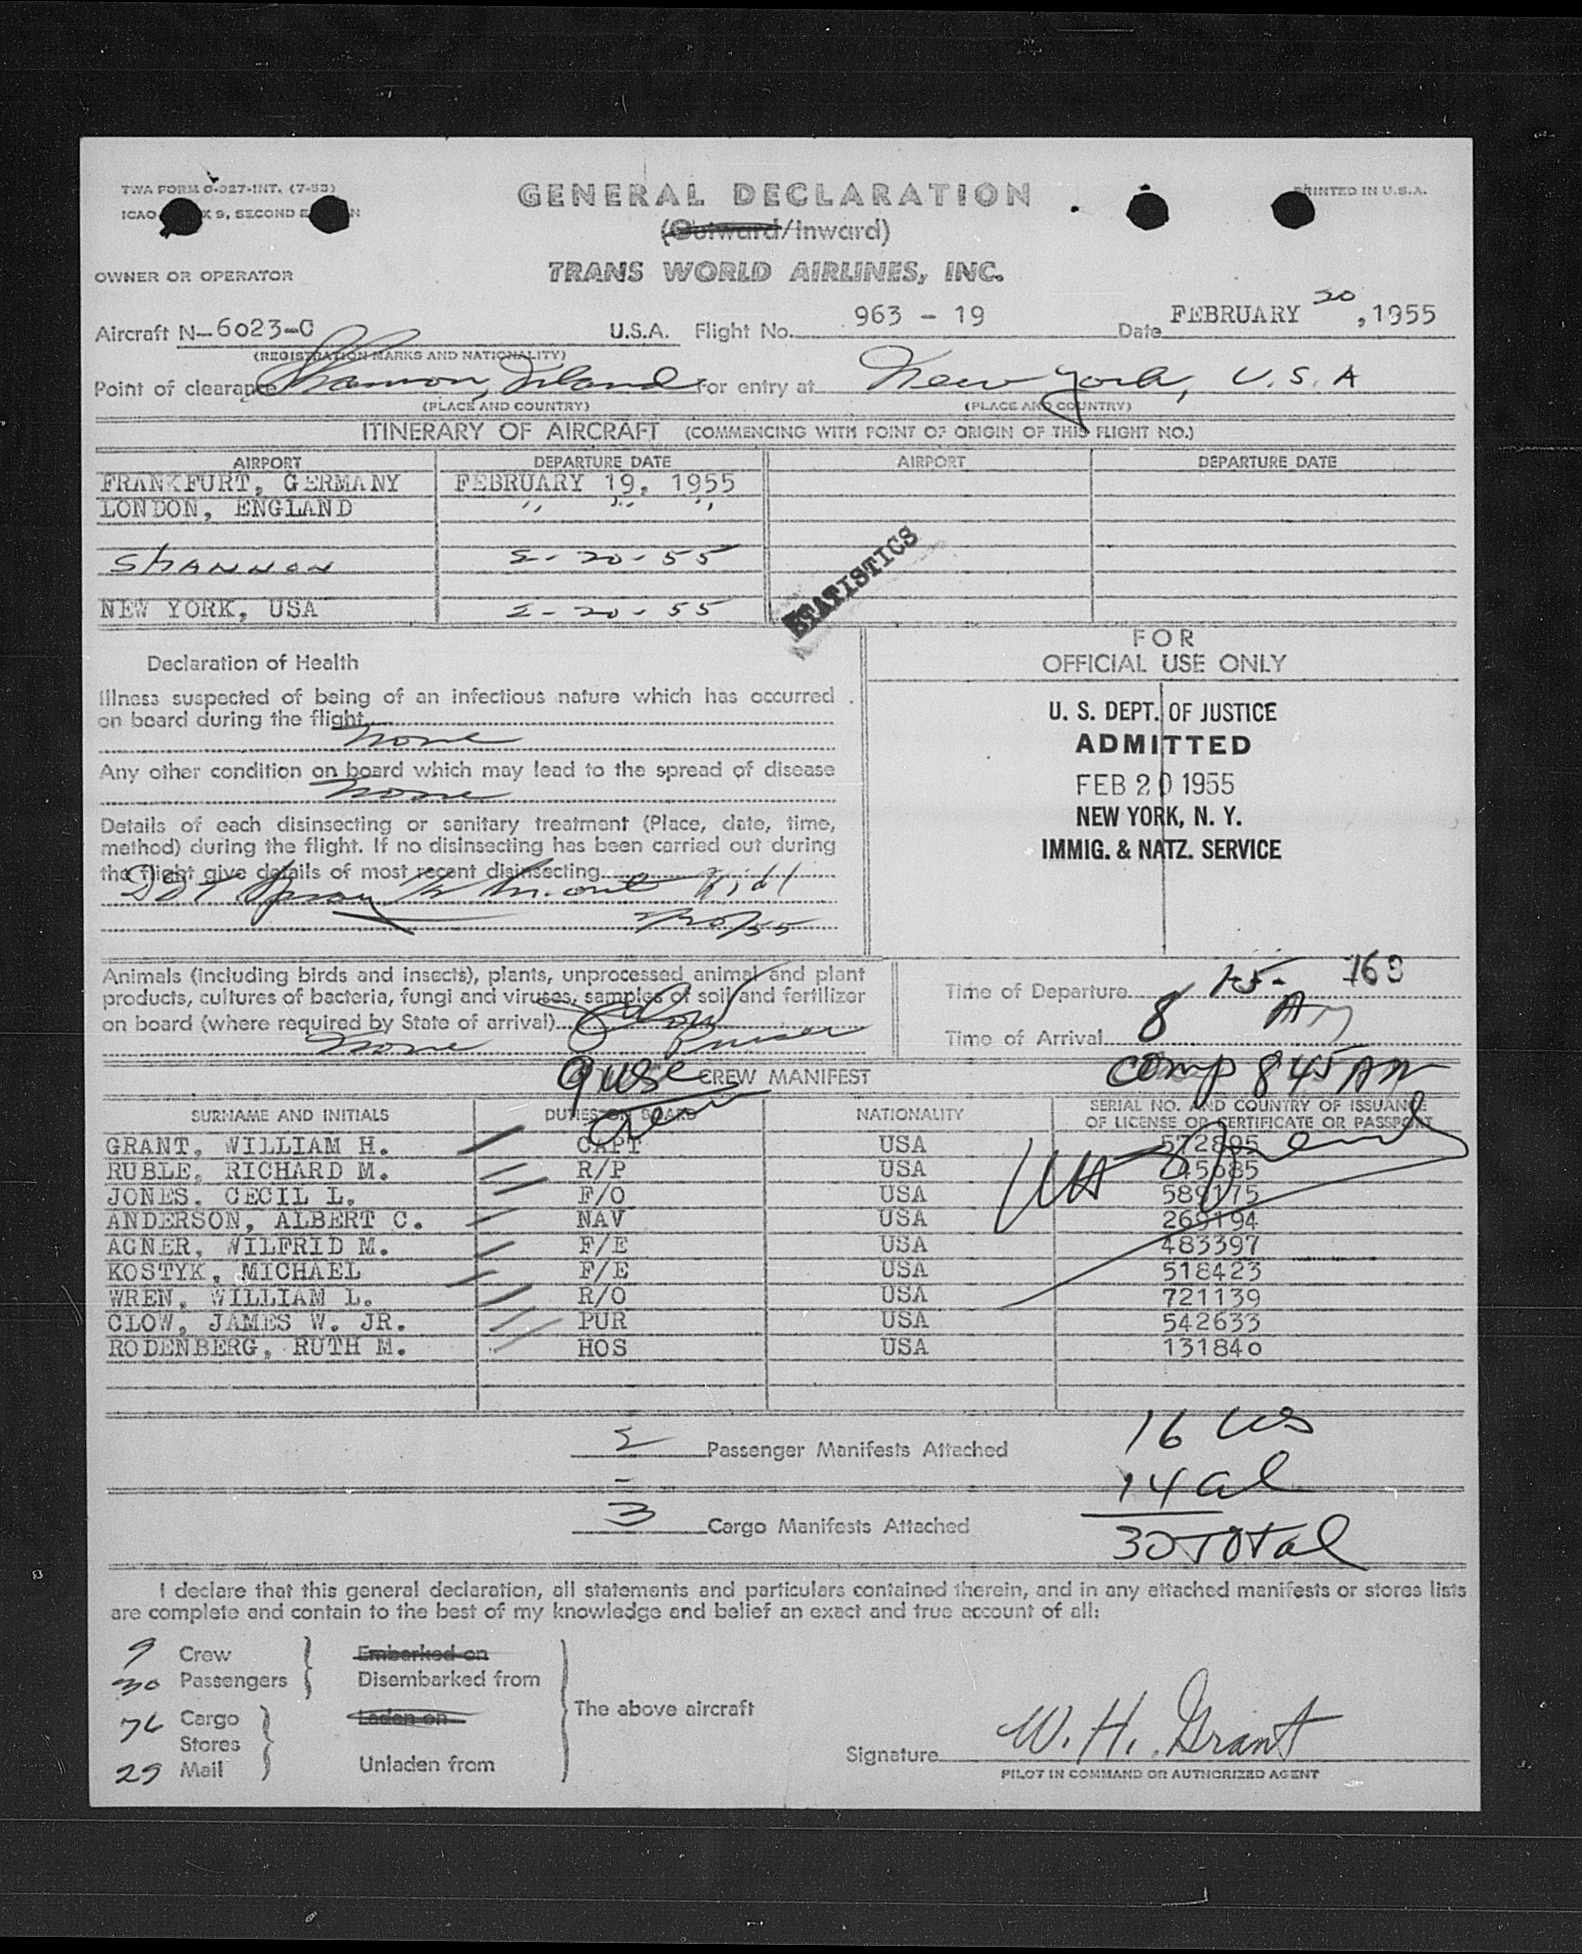 TWA FORM O-927-INT. (7-53)
PRINTED IN U.S.A.
ICAO X 9, SECOND E N
GENERAL DECLARATION
(Outward/Inward)
OWNER OR OPERATOR
TRANS WORLD AIRLINES, INC.
Aircraft N-6023-C U.S.A. Flight No. 963 - 19 Date FEBRUARY 20, 1955
(REGISTRATION MARKS AND NATIONALITY)
Point of clearance Shannon, Ireland For entry at New York, U.S.A
(PLACE AND COUNTRY) (PLACE AND COUNTRY)
ITINERARY OF AIRCRAFT (COMMENCING WITH POINT OF ORIGIN OF THIS FLIGHT NO.)
AIRPORT DEPARTURE DATE AIRPORT DEPARTURE DATE
FRANKFURT, GERMANY FEBRUARY 19, 1955
LONDON, ENGLAND " " "
SHANNON 2-20-55
NEW YORK, USA 2-20-55
STATISTICS
Declaration of Health
Illness suspected of being of an infectious nature which has occurred
on board during the flight
None
Any other condition on board which may lead to the spread of disease
None
Details of each disinsecting or sanitary treatment (Place, date, time,
method) during the flight. If no disinsecting has been carried out during
the flight give details of most recent disinsecting
DDT Spray
2/20/55
FOR
OFFICIAL USE ONLY
U. S. DEPT. OF JUSTICE
ADMITTED
FEB 20 1955
NEW YORK, N. Y.
IMMIG. & NATZ. SERVICE
Animals (including birds and insects), plants, unprocessed animal and plant
products, cultures of bacteria, fungi and viruses, samples of soil and fertilizer
on board (where required by State of arrival)
None Clow Purser
Time of Departure
Time of Arrival 8 AM
comp 845 AM
CREW MANIFEST
SURNAME AND INITIALS DUTIES ON BOARD NATIONALITY SERIAL NO. AND COUNTRY OF ISSUANCE
OF LICENSE OR CERTIFICATE OR PASSPORT
GRANT, WILLIAM H. CAPT USA 572895
RUBLE, RICHARD M. R/P USA
JONES, CECIL L. F/O USA 589175
ANDERSON, ALBERT C. NAV USA 269194
AGNER, WILFRID M. F/E USA 483397
KOSTYK, MICHAEL F/E USA 518423
WREN, WILLIAM L. R/O USA 721139
CLOW, JAMES W. JR. PUR USA 542633
RODENBERG, RUTH M. HOS USA 131840
2 Passenger Manifests Attached
16 US
14 al
30 Total
3 Cargo Manifests Attached
I declare that this general declaration, all statements and particulars contained therein, and in any attached manifests or stores lists
are complete and contain to the best of my knowledge and belief an exact and true account of all:
9 Crew Embarked on
30 Passengers Disembarked from
The above aircraft
76 Cargo Laden on
Stores
29 Mail Unladen from
Signature W. H. Grant
PILOT IN COMMAND OR AUTHORIZED AGENT